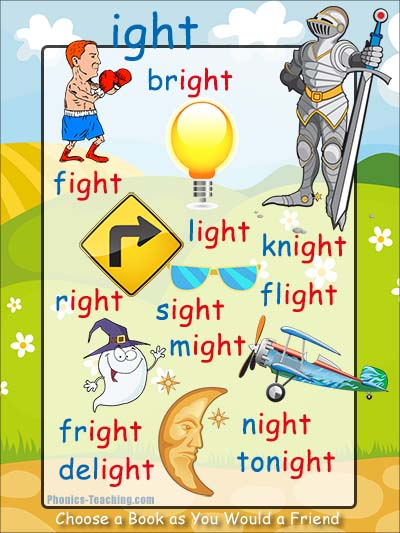 ight
bright
fight
light
knight
right
sight
flight
might
fright
night
delight
tonight
Phonics-Teaching.com
Choose a Book as You Would a Friend